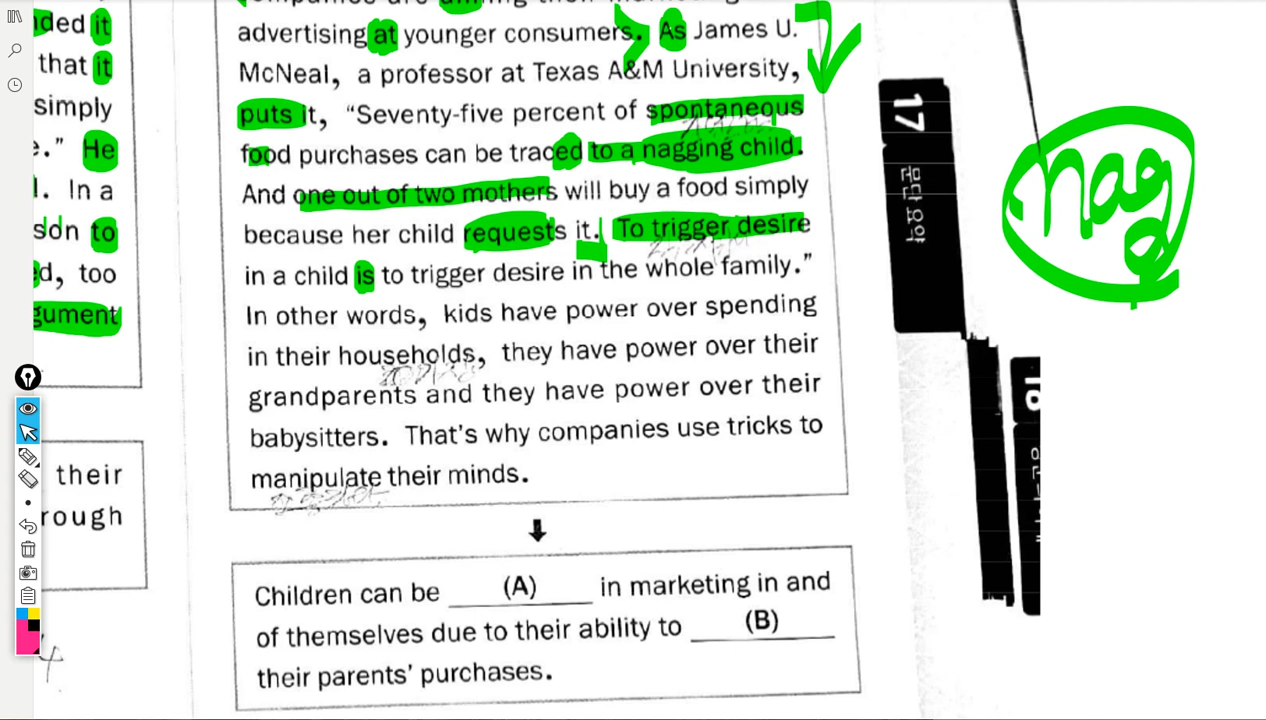 nded it
that it
simply
e." He
l. In a
to
ed, too
gument
their
rough
advertising at younger consumers. As James U.
McNeal, a professor at Texas A&M University,
puts it, “Seventy-five percent of spontaneous
food purchases can be traced to a nagging child.
And one out of two mothers will buy a food simply
because her child requests it. To trigger desire
in a child is to trigger desire in the whole family.”
In other words, kids have power over spending
in their households, they have power over their
grandparents and they have power over their
babysitters. That's why companies use tricks to
manipulate their minds.
Children can be (A) in marketing in and
of themselves due to their ability to (B)
their parents' purchases.
17
문단 요약
nag